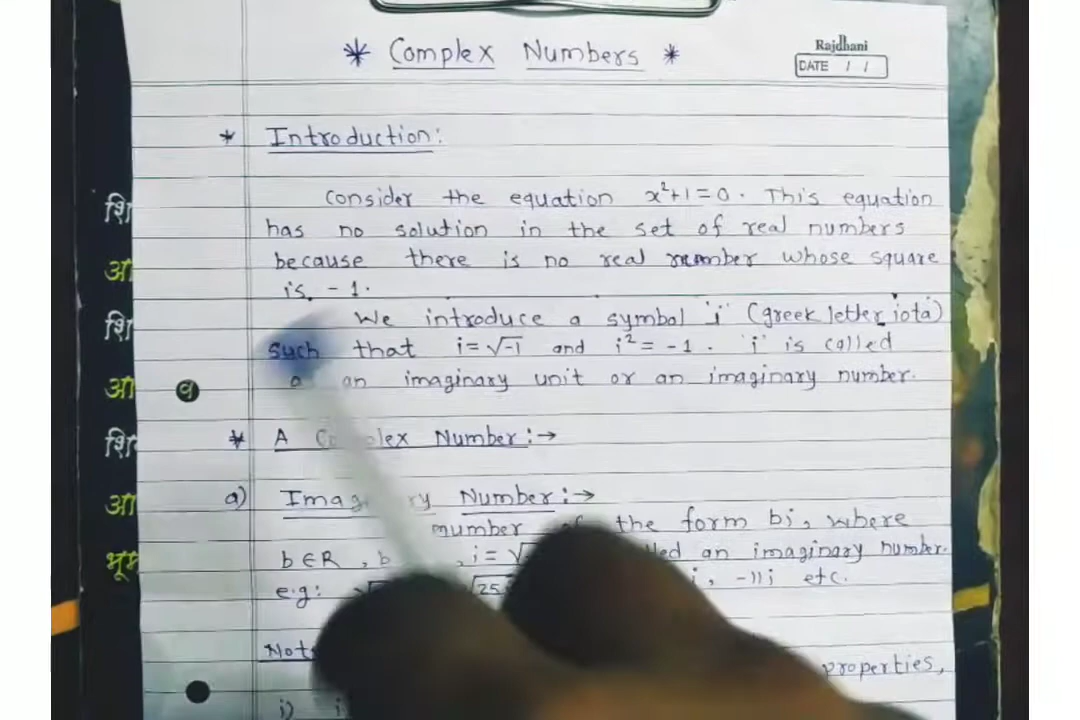 * Complex Numbers *
Rajdhani
DATE / /
* Introduction:
Consider the equation x²+1=0. This equation
has no solution in the set of real numbers
because there is no real number whose square
is -1.
We introduce a symbol 'i' (greek letter iota)
such that i=√-1 and i²=-1. 'i' is called
an imaginary unit or an imaginary number.
* A Number:→
a) Number:→
number the form bi, where
b∈R, b , i= an imaginary number.
e.g: 25 i, -11i etc.
properties,
i)
शि
आ
शि
आ
शि
आ